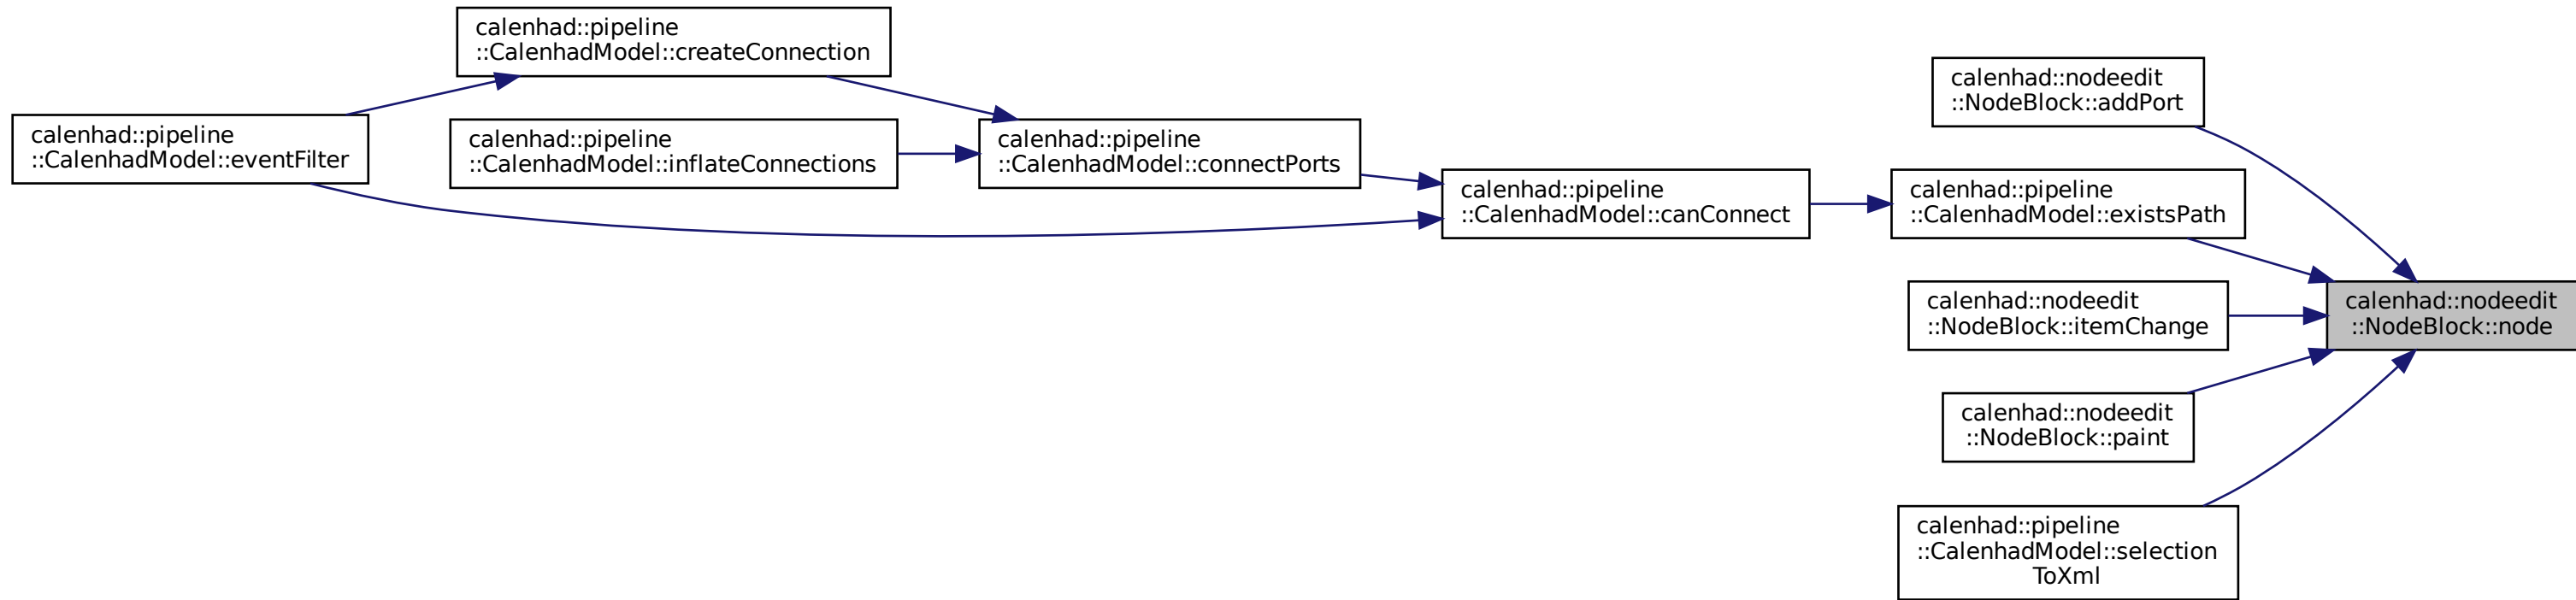 calenhad::pipeline
::CalenhadModel::createConnection
calenhad::pipeline
::CalenhadModel::eventFilter
calenhad::pipeline
::CalenhadModel::inflateConnections
calenhad::pipeline
::CalenhadModel::connectPorts
calenhad::pipeline
::CalenhadModel::canConnect
calenhad::nodeedit
::NodeBlock::addPort
calenhad::pipeline
::CalenhadModel::existsPath
calenhad::nodeedit
::NodeBlock::itemChange
calenhad::nodeedit
::NodeBlock::paint
calenhad::pipeline
::CalenhadModel::selection
ToXml
calenhad::nodeedit
::NodeBlock::node